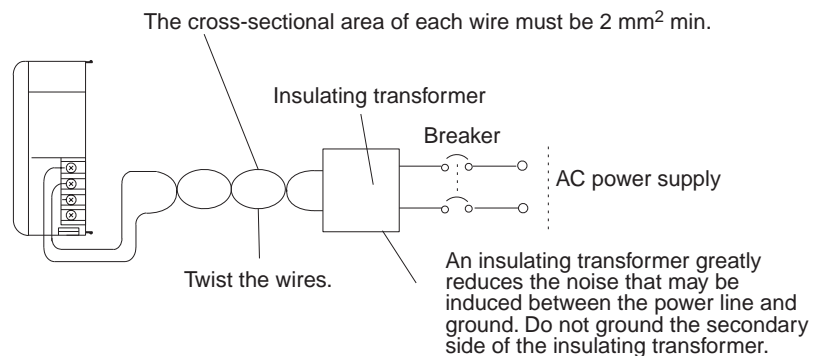 The cross-sectional area of each wire must be 2 mm² min.
Insulating transformer
Breaker
AC power supply
Twist the wires.
An insulating transformer greatly
reduces the noise that may be
induced between the power line and
ground. Do not ground the secondary
side of the insulating transformer.